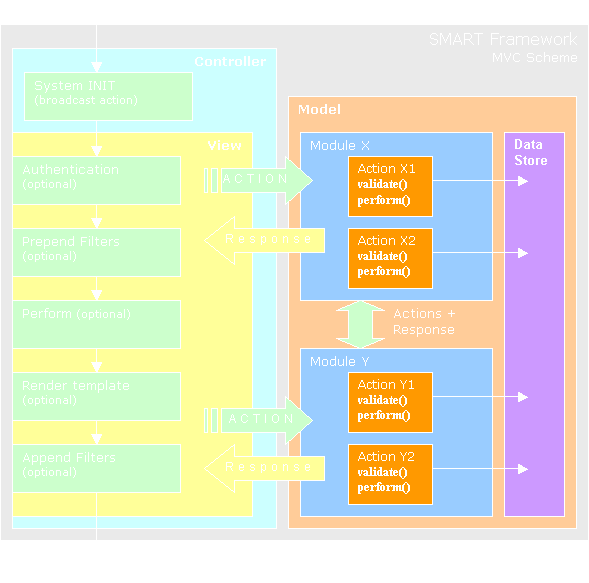 SMART Framework
MVC Scheme
Controller
System INIT
(broadcast action)
View
Authentication
(optional)
Prepend Filters
(optional)
Perform (optional)
Render template
(optional)
Append Filters
(optional)
ACTION
Response
ACTION
Response
Model
Module X
Action X1
validate()
perform()
Action X2
validate()
perform()
Actions +
Response
Module Y
Action Y1
validate()
perform()
Action Y2
validate()
perform()
Data
Store